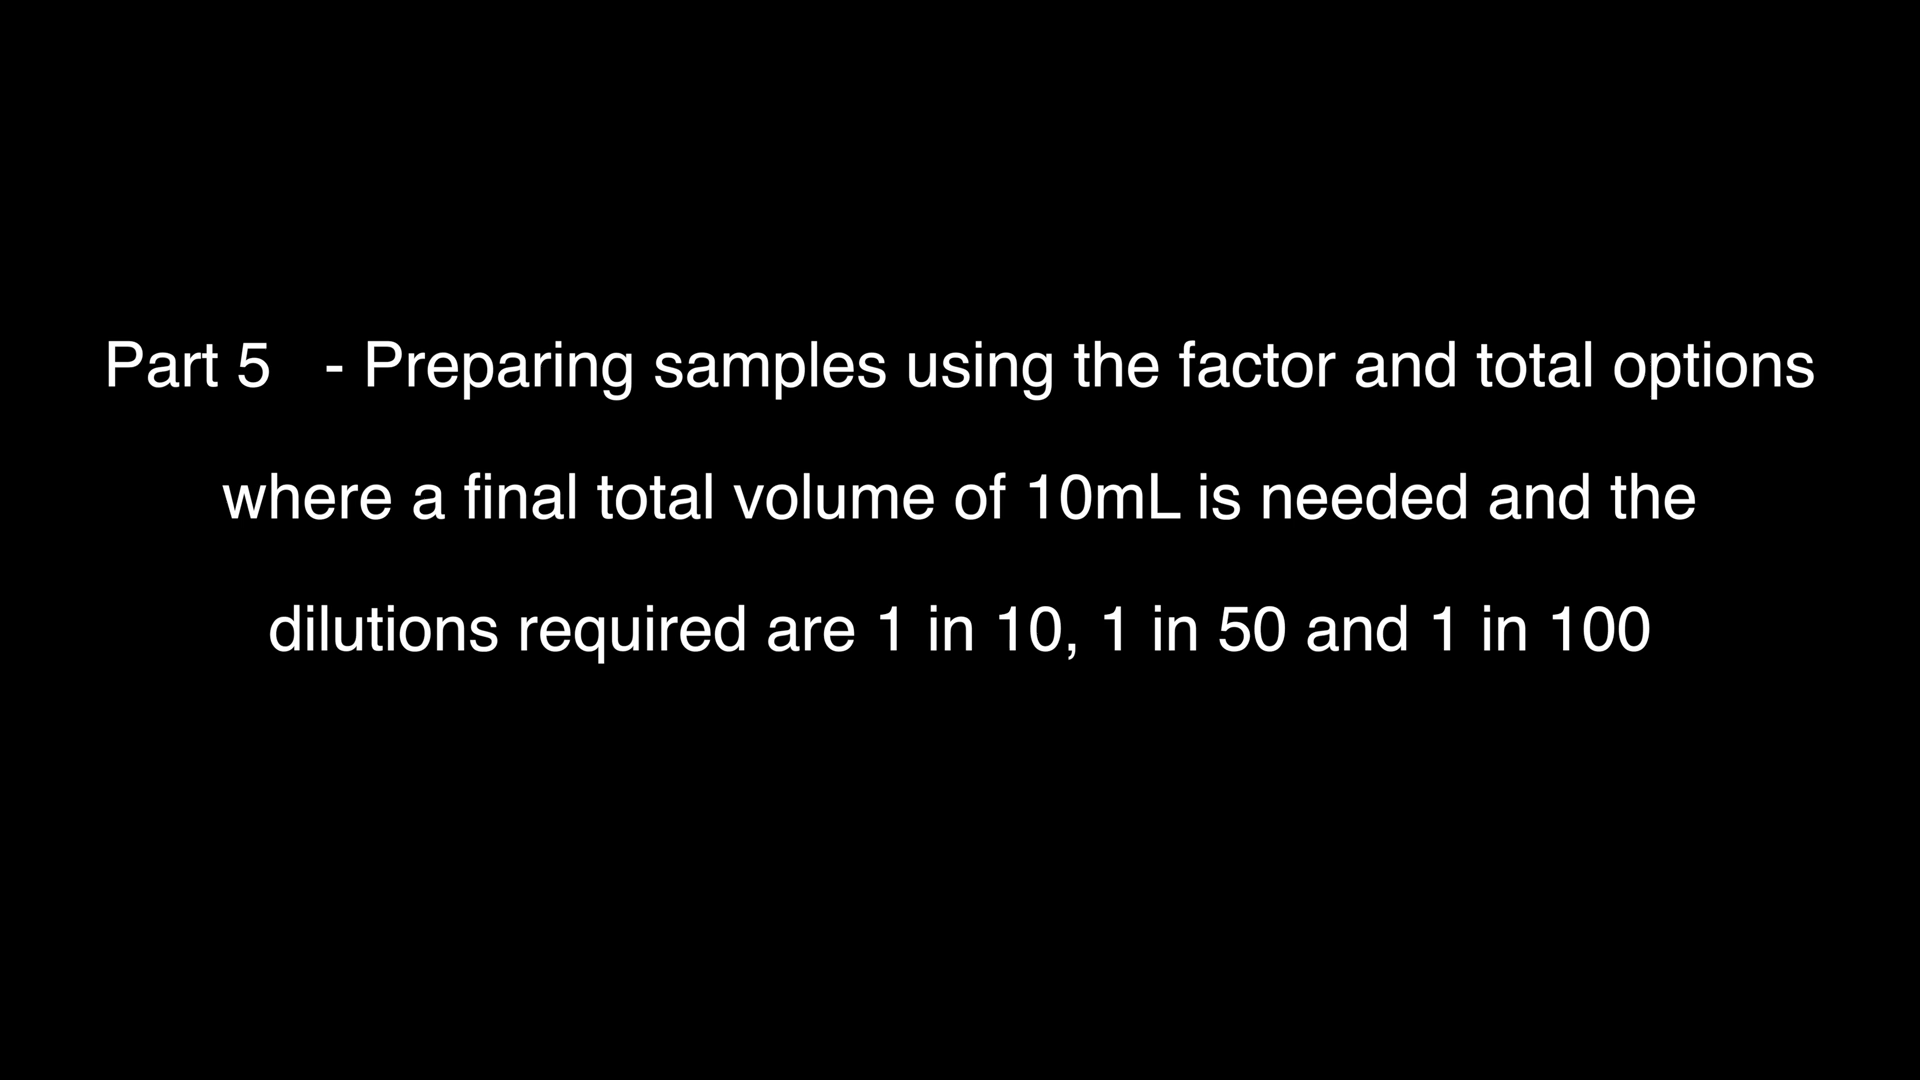 Part 5   - Preparing samples using the factor and total options
where a final total volume of 10mL is needed and the
dilutions required are 1 in 10, 1 in 50 and 1 in 100